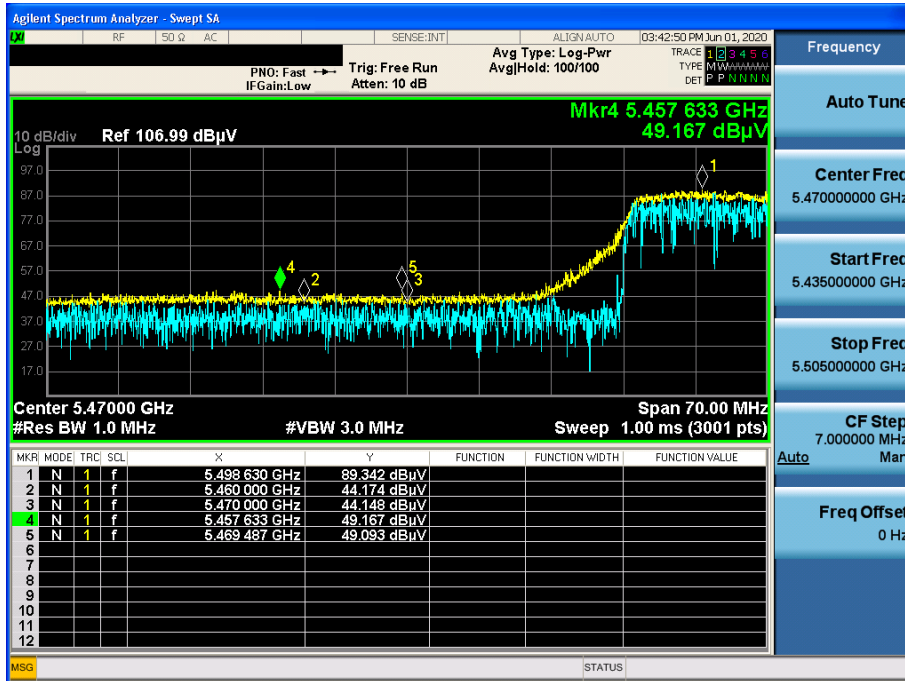 Agilent Spectrum Analyzer - Swept SA
LXI RF 50 Ω AC SENSE:INT ALIGN AUTO 03:42:50 PM Jun 01, 2020
Frequency
PNO: Fast Trig: Free Run Avg Type: Log-Pwr TRACE 1 2 3 4 5 6
IFGain:Low Atten: 10 dB Avg|Hold: 100/100 TYPE M W
DET P P N N N N
Auto Tune
Mkr4 5.457 633 GHz
49.167 dBµV
10 dB/div Ref 106.99 dBµV
Log
97.0
87.0
77.0
67.0
57.0
47.0
37.0
27.0
17.0
1
4
2
5
3
Center Freq
5.470000000 GHz
Start Freq
5.435000000 GHz
Stop Freq
5.505000000 GHz
Center 5.47000 GHz Span 70.00 MHz
#Res BW 1.0 MHz #VBW 3.0 MHz Sweep 1.00 ms (3001 pts)
CF Step
7.000000 MHz
Auto Man
Freq Offset
0 Hz
MKR MODE TRC SCL X Y FUNCTION FUNCTION WIDTH FUNCTION VALUE
1 N 1 f 5.498 630 GHz 89.342 dBµV
2 N 1 f 5.460 000 GHz 44.174 dBµV
3 N 1 f 5.470 000 GHz 44.148 dBµV
4 N 1 f 5.457 633 GHz 49.167 dBµV
5 N 1 f 5.469 487 GHz 49.093 dBµV
6
7
8
9
10
11
12
MSG STATUS